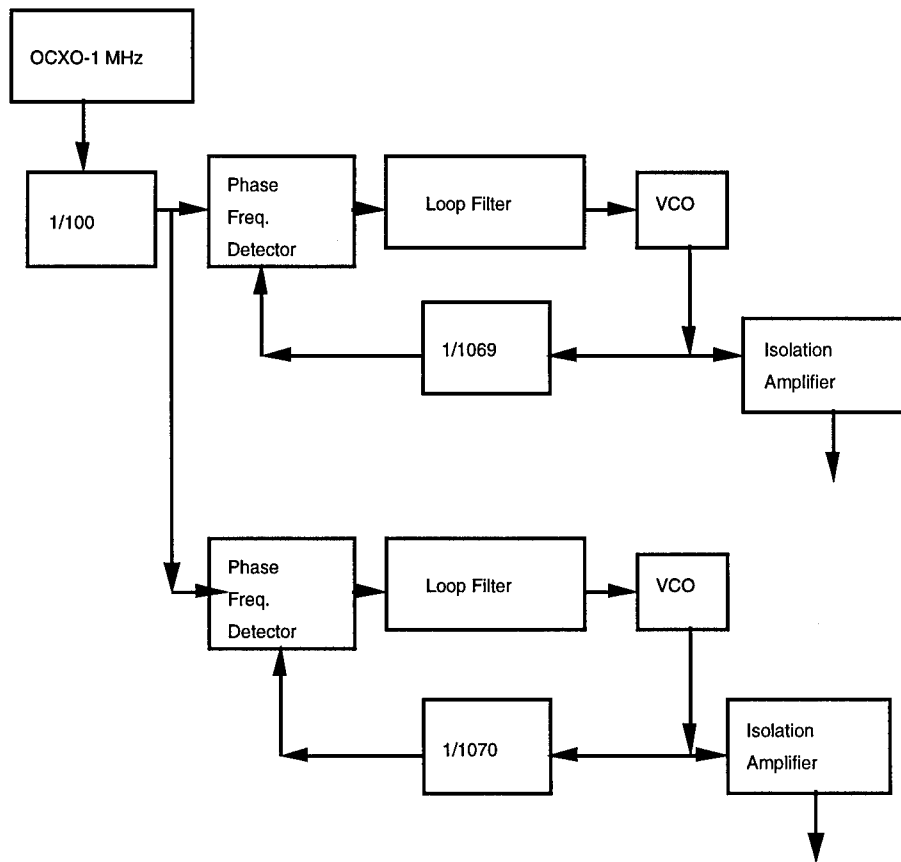 OCXO-1 MHz
1/100
Phase
Freq.
Detector
Loop Filter
VCO
1/1069
Isolation
Amplifier
Phase
Freq.
Detector
Loop Filter
VCO
1/1070
Isolation
Amplifier